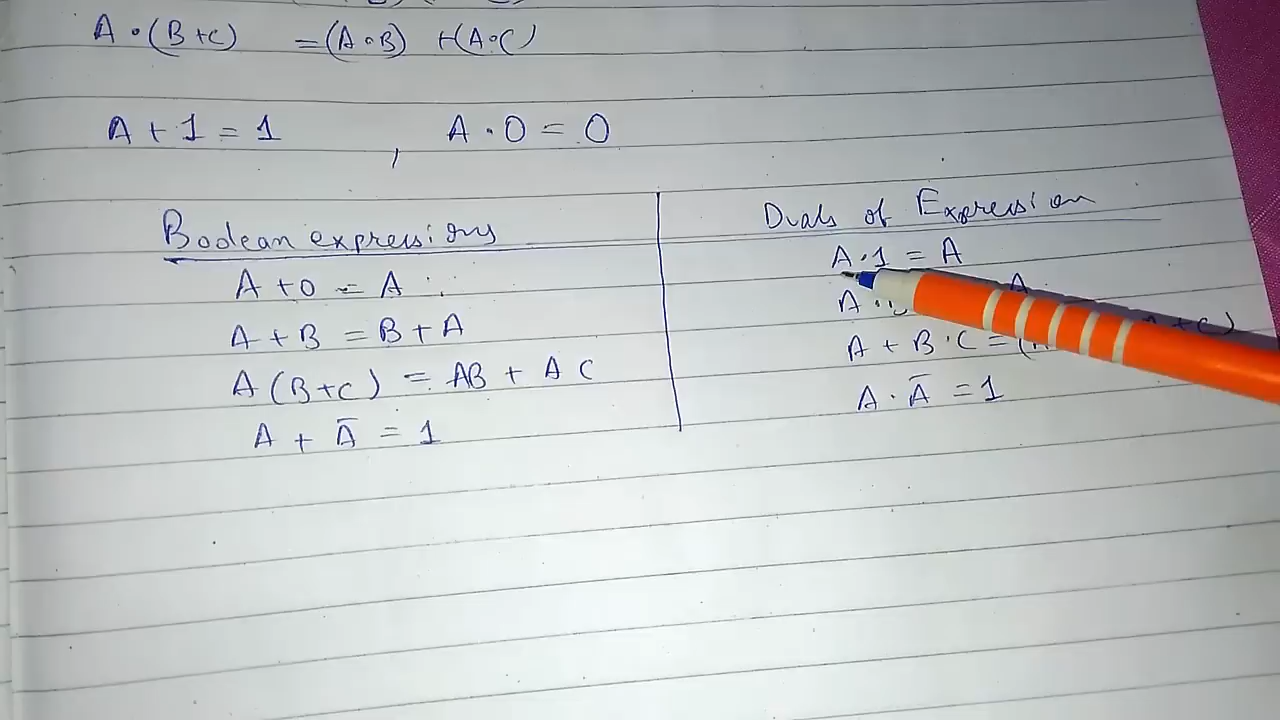 A · (B+C) = (A·B) +(A·C)
A + 1 = 1 , A · 0 = 0
Boolean expressions
A + 0 = A
A + B = B + A
A (B+C) = AB + A C
A + Ā = 1
Duals of Expression
A · 1 = A
A · A
A + B · C = ( + C)
A · Ā = 1